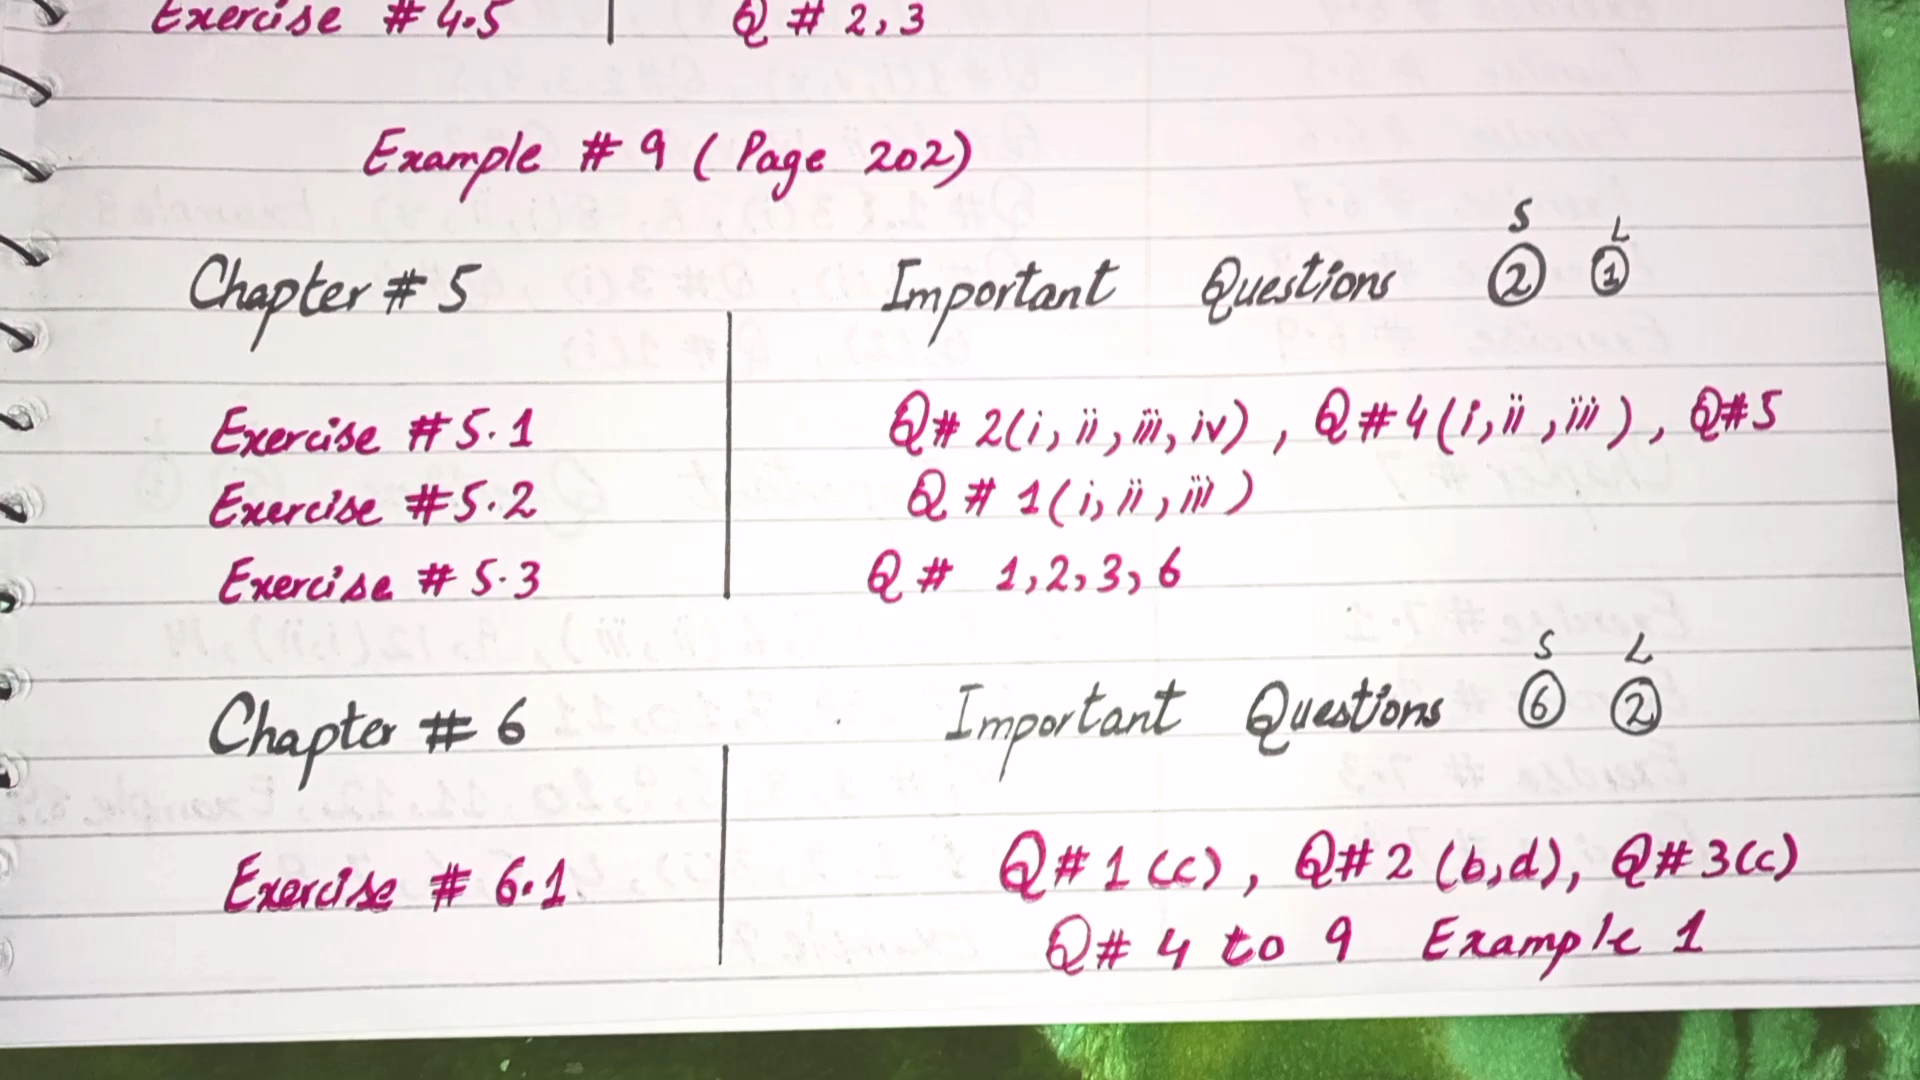 Exercise # 4.5 Q # 2,3
Example # 9 (Page 202)
S L
Chapter # 5 Important Questions 2 1
Exercise # 5.1 Q# 2(i, ii, iii, iv), Q# 4(i, ii, iii), Q#5
Exercise # 5.2 Q # 1(i, ii, iii)
Exercise # 5.3 Q # 1,2,3,6
S L
Chapter # 6 Important Questions 6 2
Exercise # 6.1 Q# 1(c), Q# 2(b,d), Q# 3(c)
Q# 4 to 9 Example 1